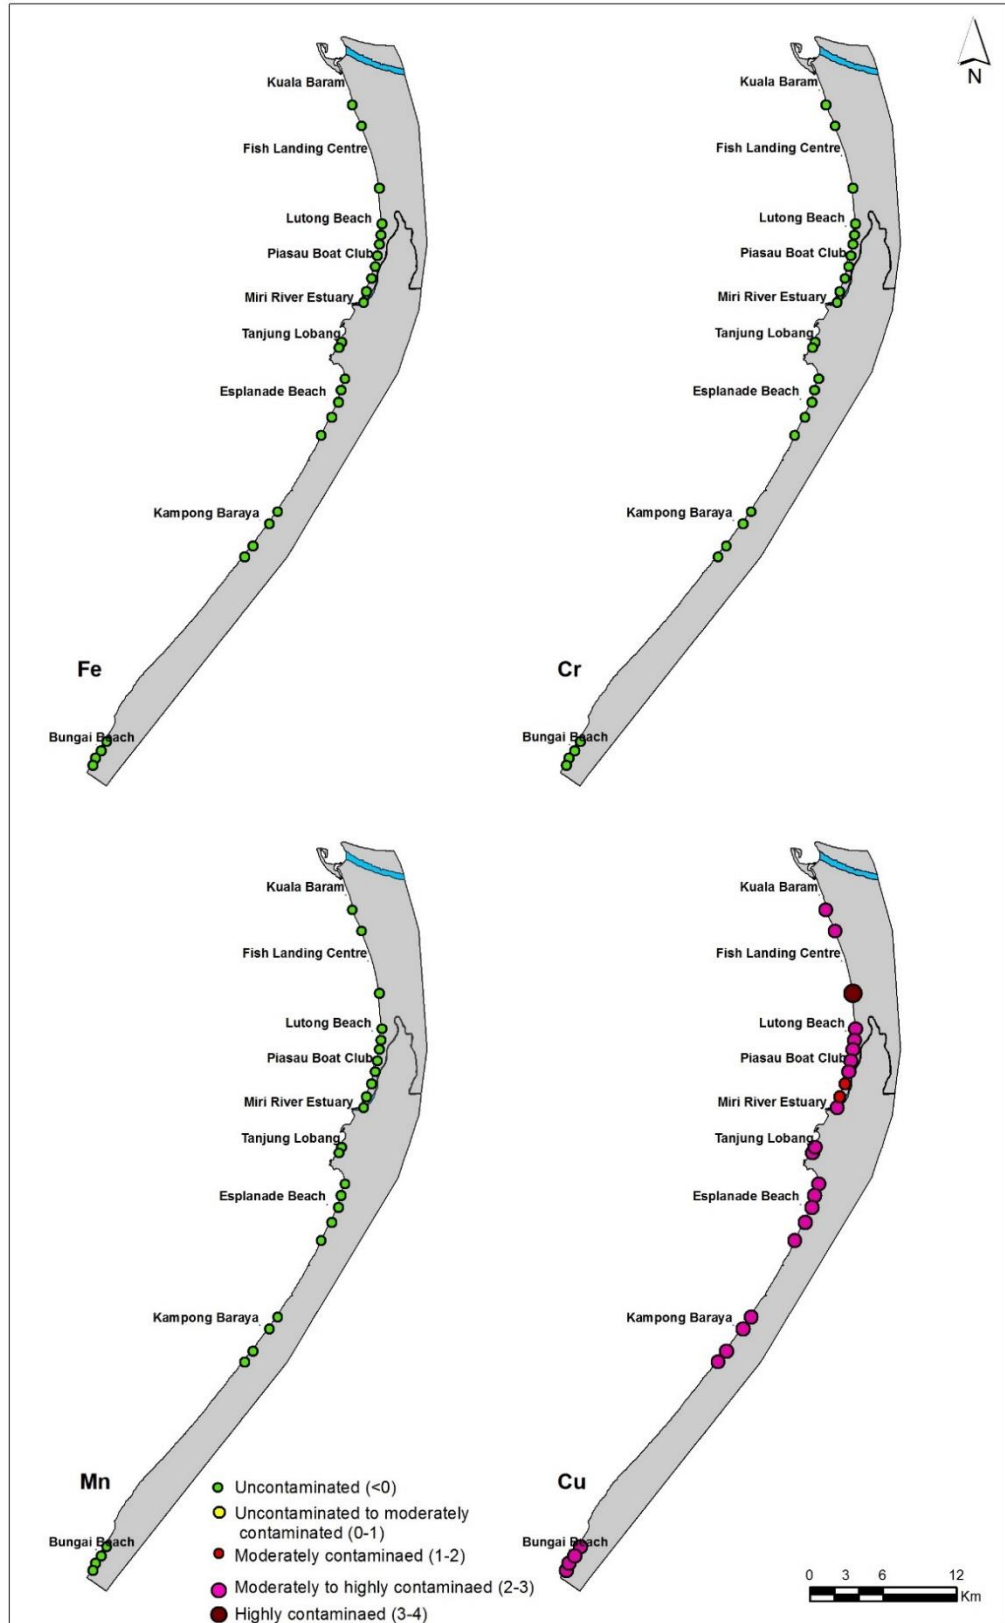 N
Kuala Baram
Fish Landing Centre
Lutong Beach
Piasau Boat Club
Miri River Estuary
Tanjung Lobang
Esplanade Beach
Kampong Baraya
Fe
Bungai Beach
Kuala Baram
Fish Landing Centre
Lutong Beach
Piasau Boat Club
Miri River Estuary
Tanjung Lobang
Esplanade Beach
Kampong Baraya
Cr
Bungai Beach
Kuala Baram
Fish Landing Centre
Lutong Beach
Piasau Boat Club
Miri River Estuary
Tanjung Lobang
Esplanade Beach
Kampong Baraya
Mn
Bungai Beach
Kuala Baram
Fish Landing Centre
Lutong Beach
Piasau Boat Club
Miri River Estuary
Tanjung Lobang
Esplanade Beach
Kampong Baraya
Cu
Bungai Beach
Uncontaminated (<0)
Uncontaminated to moderately
contaminated (0-1)
Moderately contaminaed (1-2)
Moderately to highly contaminaed (2-3)
Highly contaminaed (3-4)
0 3 6 12
Km